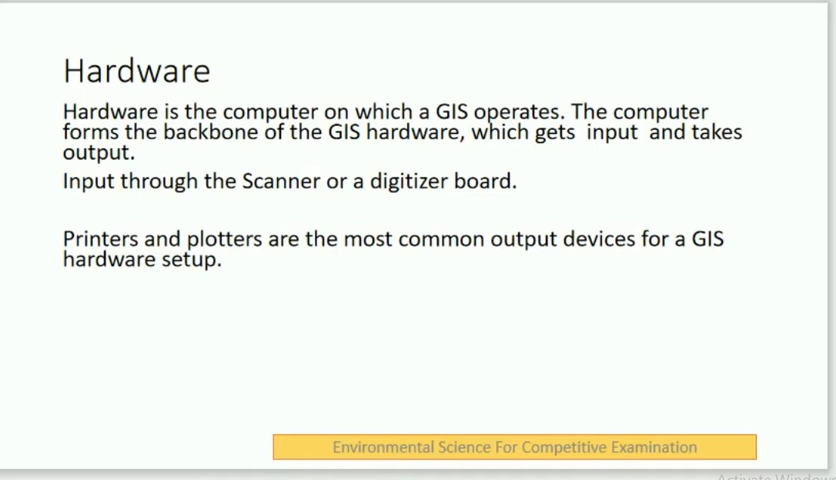 Hardware
Hardware is the computer on which a GIS operates. The computer
forms the backbone of the GIS hardware, which gets input and takes
output.
Input through the Scanner or a digitizer board.
Printers and plotters are the most common output devices for a GIS
hardware setup.
Environmental Science For Competitive Examination